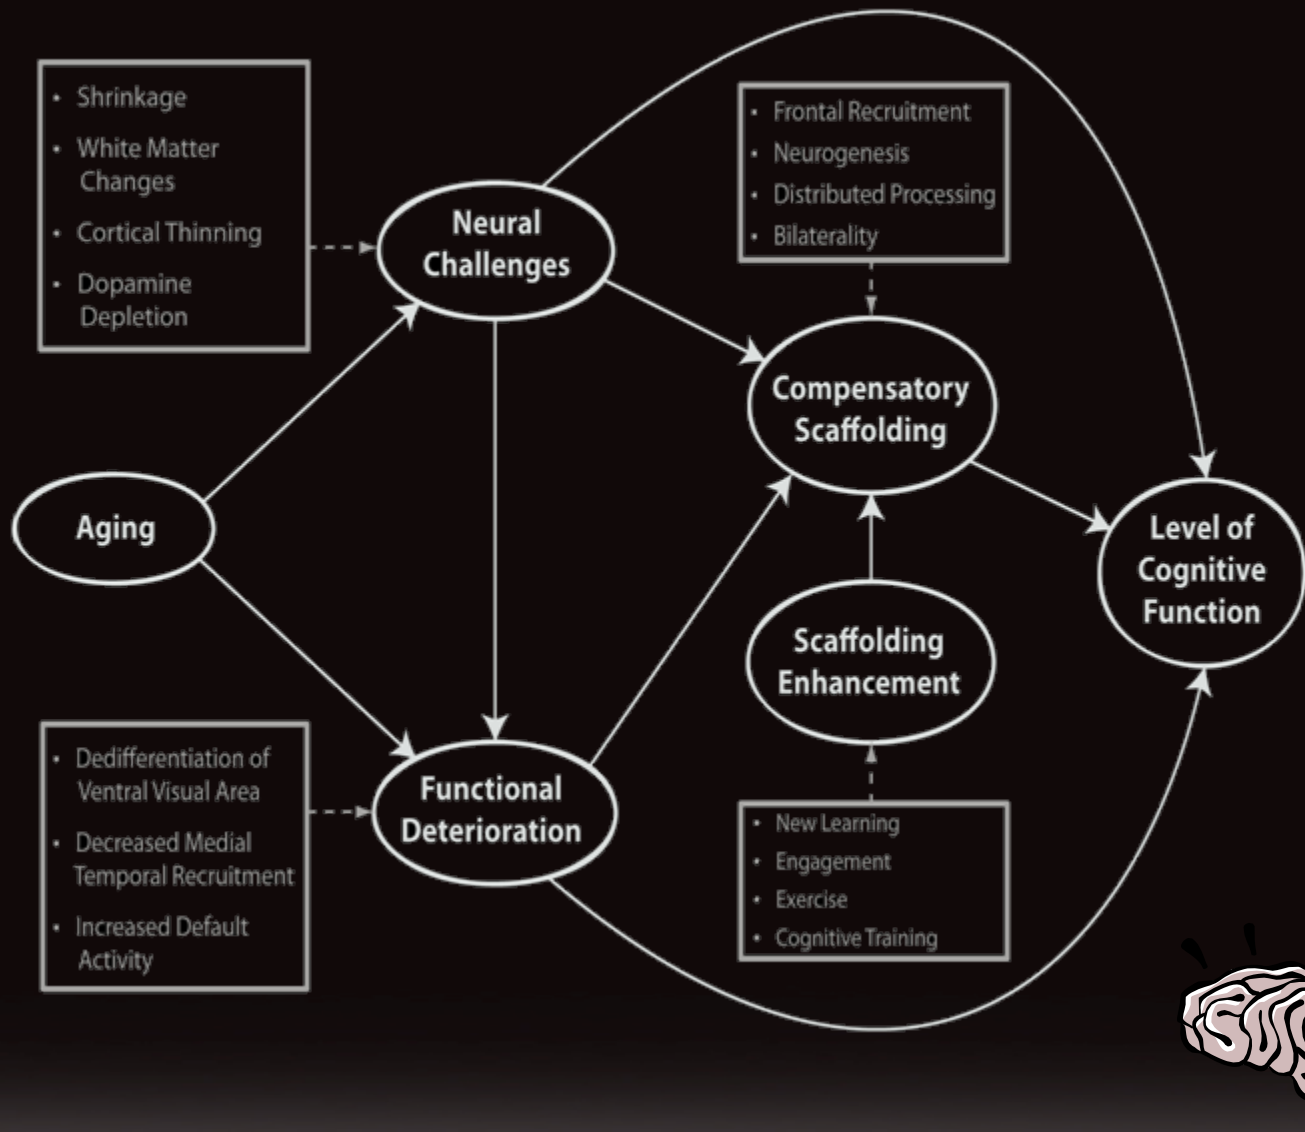 • Shrinkage
• White Matter
Changes
• Cortical Thinning
• Dopamine
Depletion
Neural
Challenges
• Frontal Recruitment
• Neurogenesis
• Distributed Processing
• Bilaterality
Compensatory
Scaffolding
Aging
Level of
Cognitive
Function
Scaffolding
Enhancement
• Dedifferentiation of
Ventral Visual Area
• Decreased Medial
Temporal Recruitment
• Increased Default
Activity
Functional
Deterioration
• New Learning
• Engagement
• Exercise
• Cognitive Training